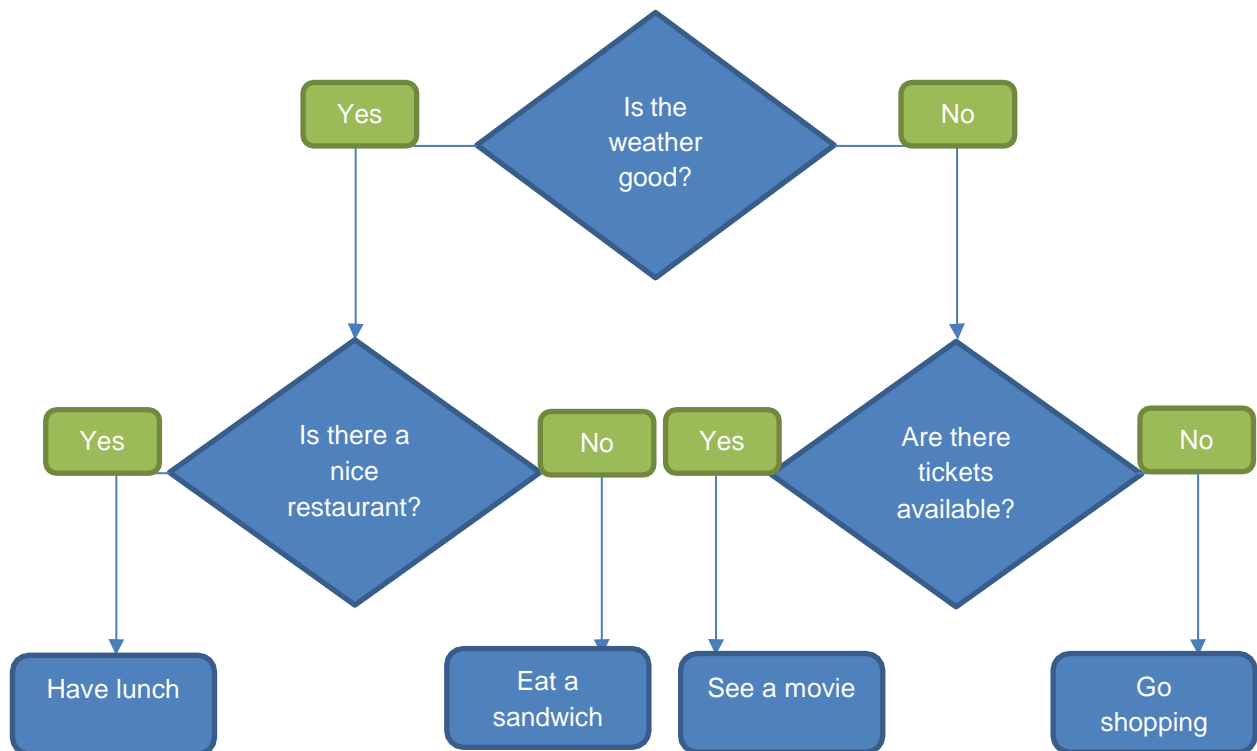 Yes
Is the
weather
good?
No
Yes
Is there a
nice
restaurant?
No
Yes
Are there
tickets
available?
No
Have lunch
Eat a
sandwich
See a movie
Go
shopping